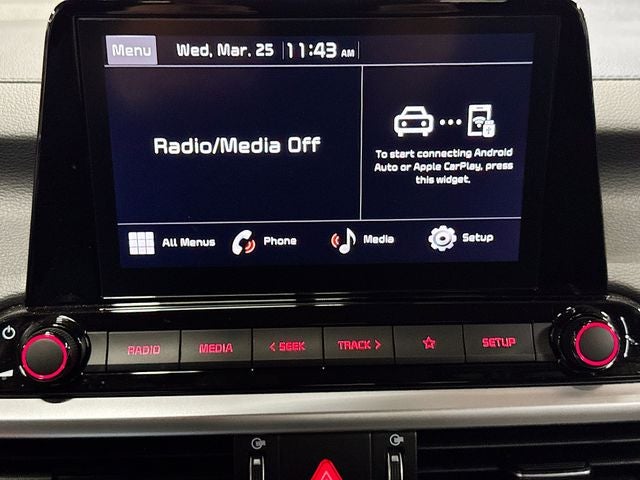 Menu Wed, Mar. 25 11:43 AM
Radio/Media Off
To start connecting Android
Auto or Apple CarPlay, press
this widget.
All Menus Phone Media Setup
RADIO MEDIA < SEEK TRACK > SETUP